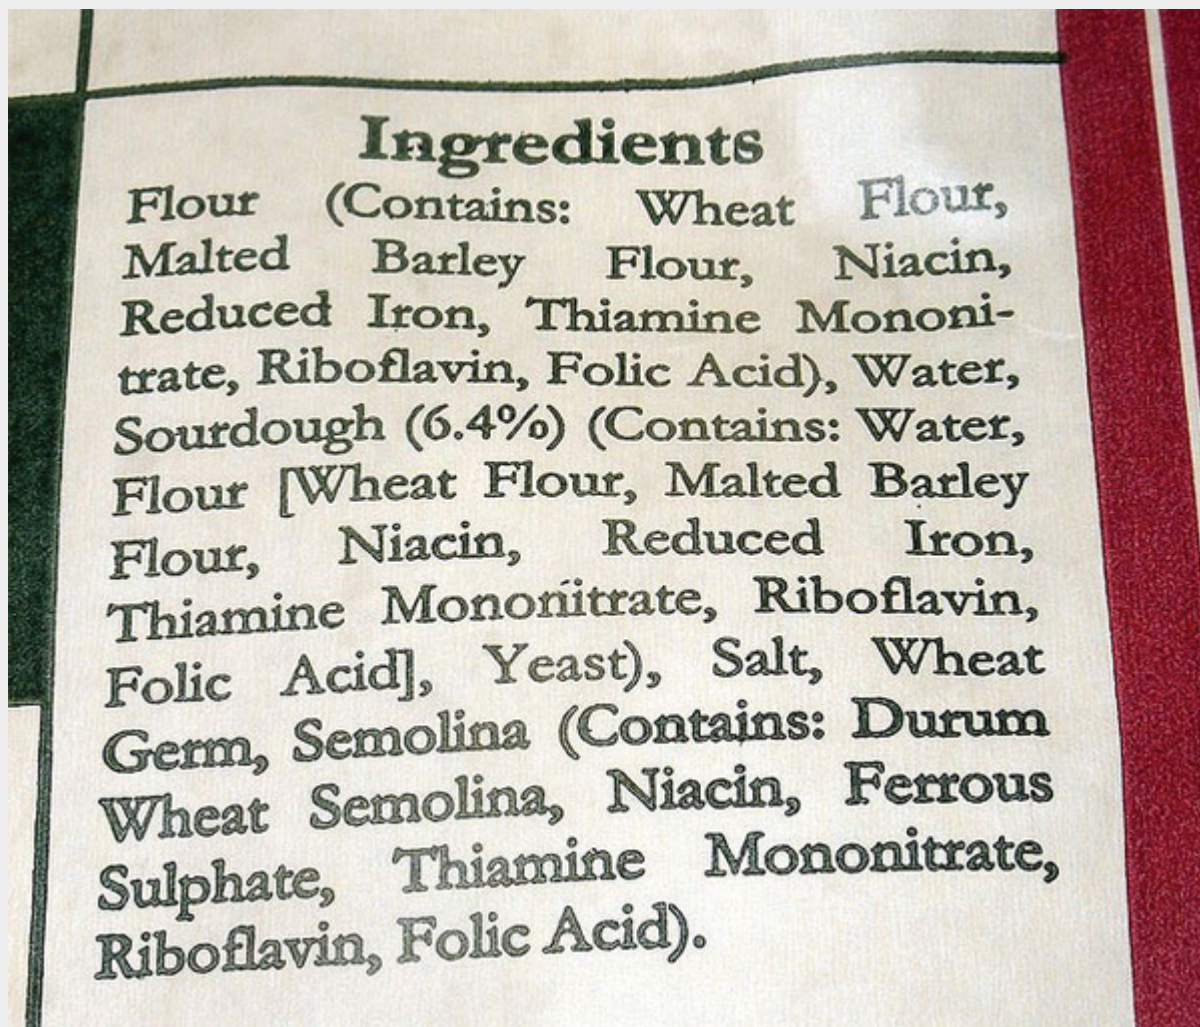 Ingredients
Flour (Contains: Wheat Flour,
Malted Barley Flour, Niacin,
Reduced Iron, Thiamine Mononi-
trate, Riboflavin, Folic Acid), Water,
Sourdough (6.4%) (Contains: Water,
Flour [Wheat Flour, Malted Barley
Flour, Niacin, Reduced Iron,
Thiamine Mononitrate, Riboflavin,
Folic Acid], Yeast), Salt, Wheat
Germ, Semolina (Contains: Durum
Wheat Semolina, Niacin, Ferrous
Sulphate, Thiamine Mononitrate,
Riboflavin, Folic Acid).